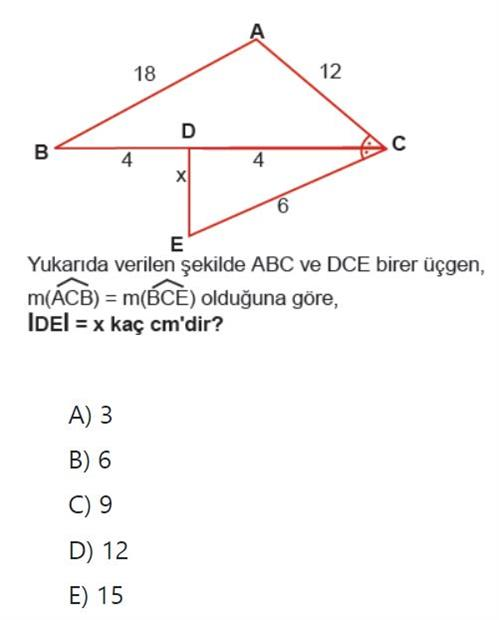 A
18
12
D
B
C
4
4
x
6
E
Yukarıda verilen şekilde ABC ve DCE birer üçgen,
m(ACB) = m(BCE) olduğuna göre,
IDEI = x kaç cm'dir?
A) 3
B) 6
C) 9
D) 12
E) 15